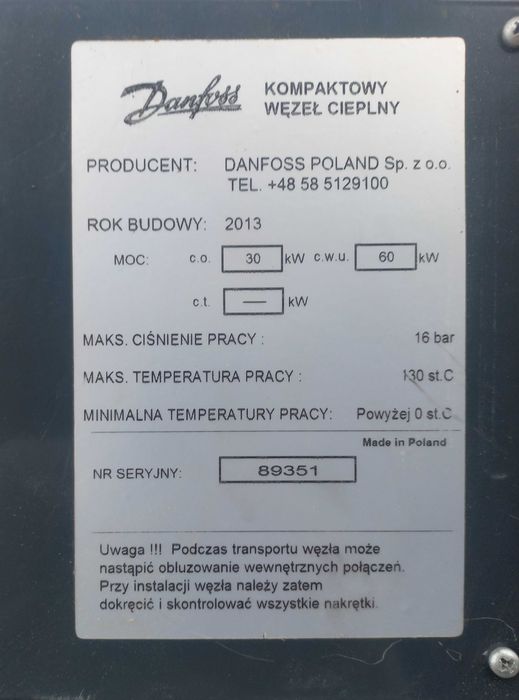 Danfoss
KOMPAKTOWY
WĘZEŁ CIEPLNY
PRODUCENT: DANFOSS POLAND Sp. z o.o.
TEL. +48 58 5129100
ROK BUDOWY: 2013
MOC: c.o. 30 kW c.w.u. 60 kW
c.t. — kW
MAKS. CIŚNIENIE PRACY : 16 bar
MAKS. TEMPERATURA PRACY : 130 st.C
MINIMALNA TEMPERATURY PRACY: Powyżej 0 st.C
Made in Poland
NR SERYJNY: 89351
Uwaga !!! Podczas transportu węzła może
nastąpić obluzowanie wewnętrznych połączeń.
Przy instalacji węzła należy zatem
dokręcić i skontrolować wszystkie nakrętki.